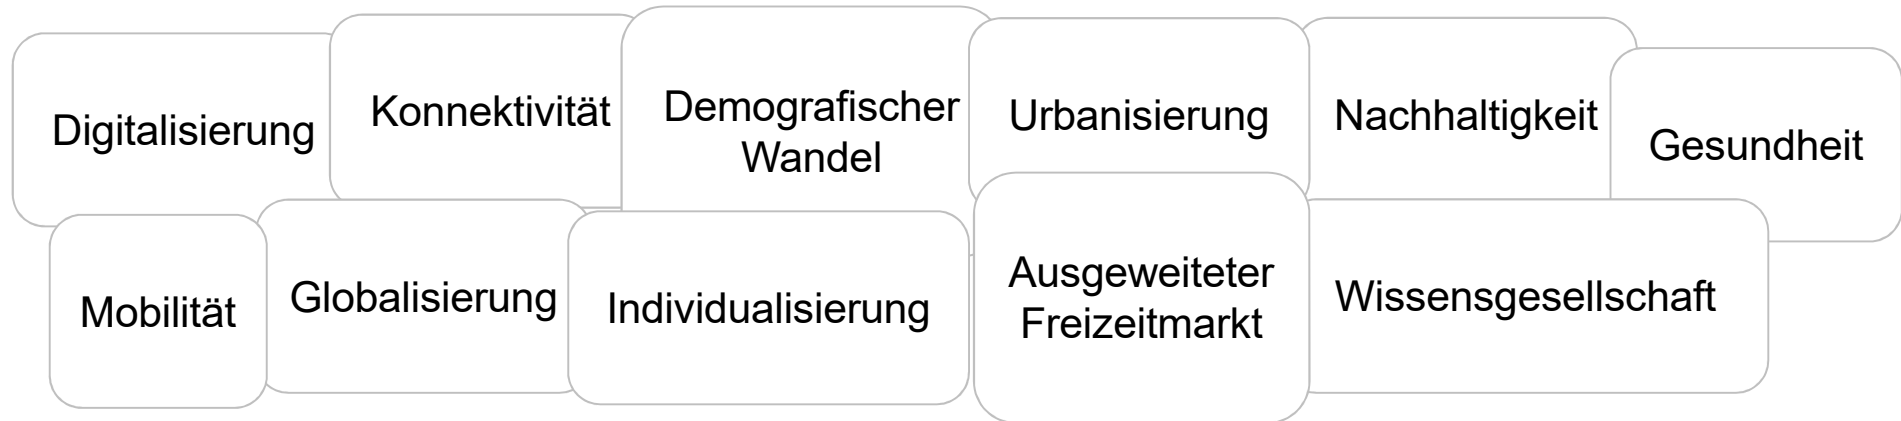 Digitalisierung
Konnektivität
Demografischer
Wandel
Urbanisierung
Nachhaltigkeit
Gesundheit
Mobilität
Globalisierung
Individualisierung
Ausgeweiteter
Freizeitmarkt
Wissensgesellschaft